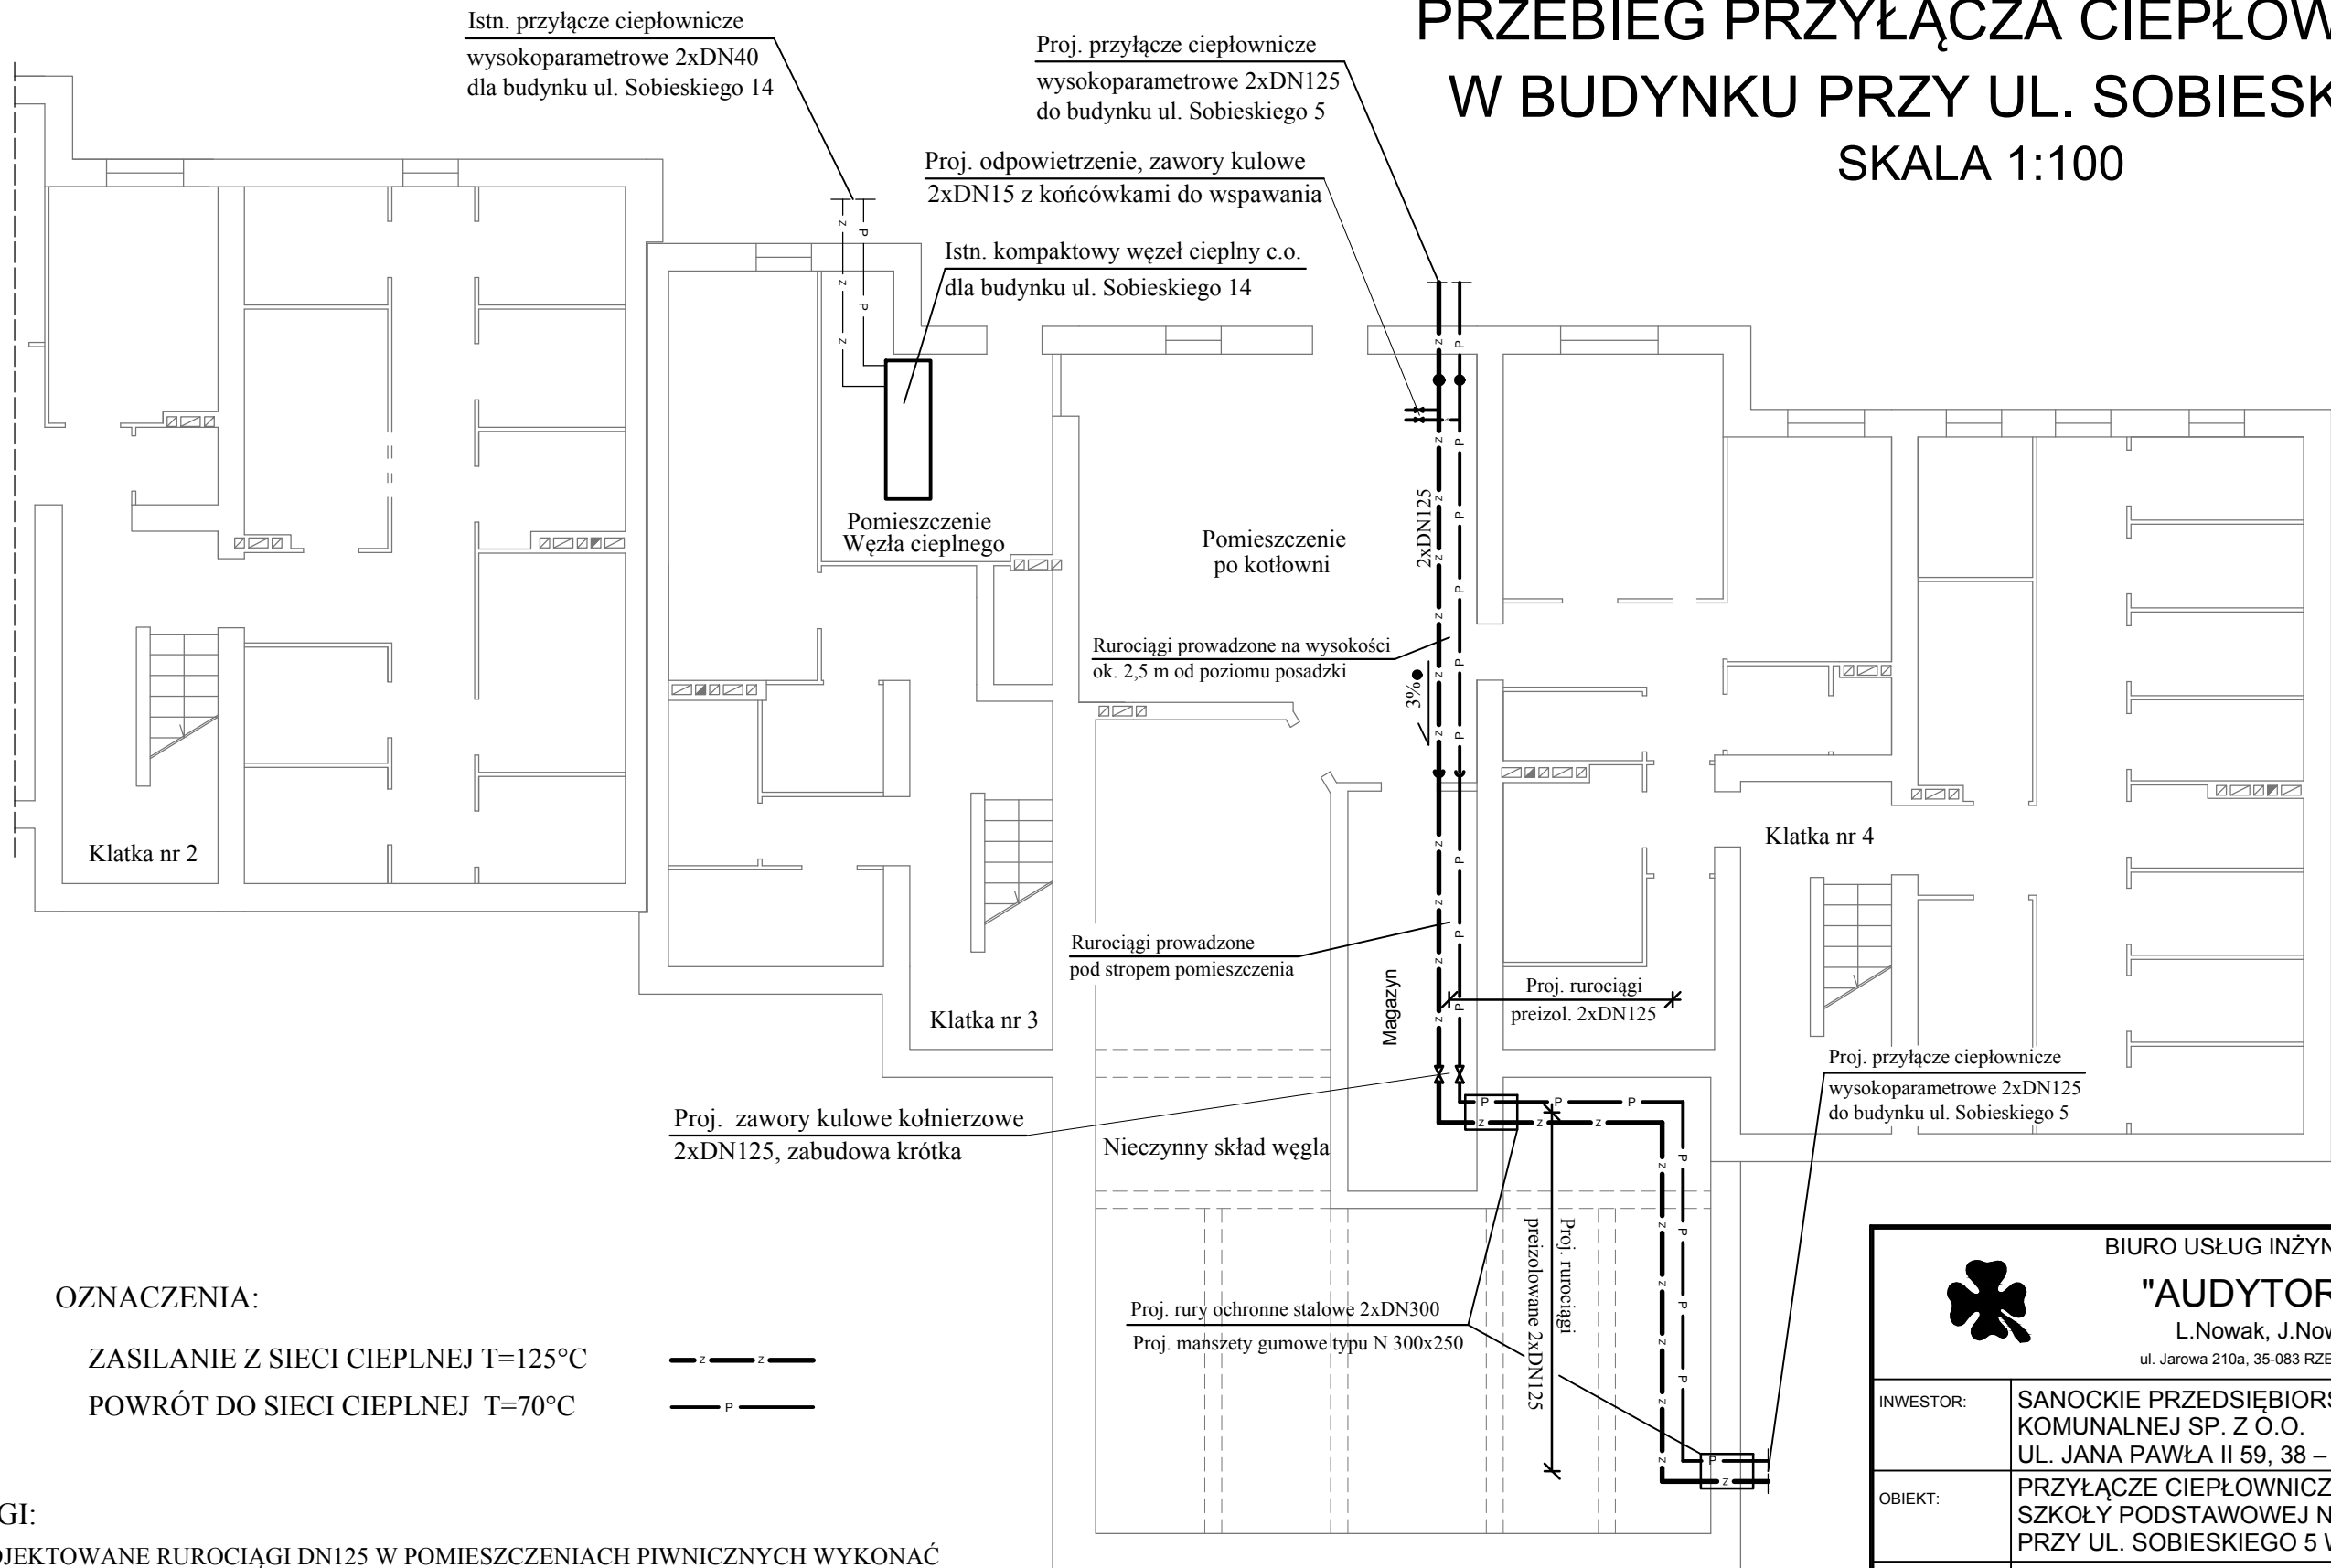 PRZEBIEG PRZYŁĄCZA CIEPŁOW
W BUDYNKU PRZY UL. SOBIESK
SKALA 1:100
Istn. przyłącze ciepłownicze
wysokoparametrowe 2xDN40
dla budynku ul. Sobieskiego 14
Proj. przyłącze ciepłownicze
wysokoparametrowe 2xDN125
do budynku ul. Sobieskiego 5
Proj. odpowietrzenie, zawory kulowe
2xDN15 z końcówkami do wspawania
Istn. kompaktowy węzeł cieplny c.o.
dla budynku ul. Sobieskiego 14
Pomieszczenie
Węzła cieplnego
Pomieszczenie
po kotłowni
2xDN125
Rurociągi prowadzone na wysokości
ok. 2,5 m od poziomu posadzki
3%
Klatka nr 2
Klatka nr 4
Rurociągi prowadzone
pod stropem pomieszczenia
Magazyn
Proj. rurociągi
preizol. 2xDN125
Klatka nr 3
Proj. przyłącze ciepłownicze
wysokoparametrowe 2xDN125
do budynku ul. Sobieskiego 5
Proj. zawory kulowe kołnierzowe
2xDN125, zabudowa krótka
Nieczynny skład węgla
Proj. rurociągi
preizolowane 2xDN125
Proj. rury ochronne stalowe 2xDN300
Proj. manszety gumowe typu N 300x250
OZNACZENIA:
ZASILANIE Z SIECI CIEPLNEJ T=125°C
z z
POWRÓT DO SIECI CIEPLNEJ T=70°C
P
GI:
JEKTOWANE RUROCIĄGI DN125 W POMIESZCZENIACH PIWNICZNYCH WYKONAĆ
BIURO USŁUG INŻYN
"AUDYTOR
L.Nowak, J.Now
ul. Jarowa 210a, 35-083 RZE
INWESTOR:
SANOCKIE PRZEDSIĘBIORS
KOMUNALNEJ SP. Z O.O.
UL. JANA PAWŁA II 59, 38 –
OBIEKT:
PRZYŁĄCZE CIEPŁOWNICZ
SZKOŁY PODSTAWOWEJ N
PRZY UL. SOBIESKIEGO 5 W